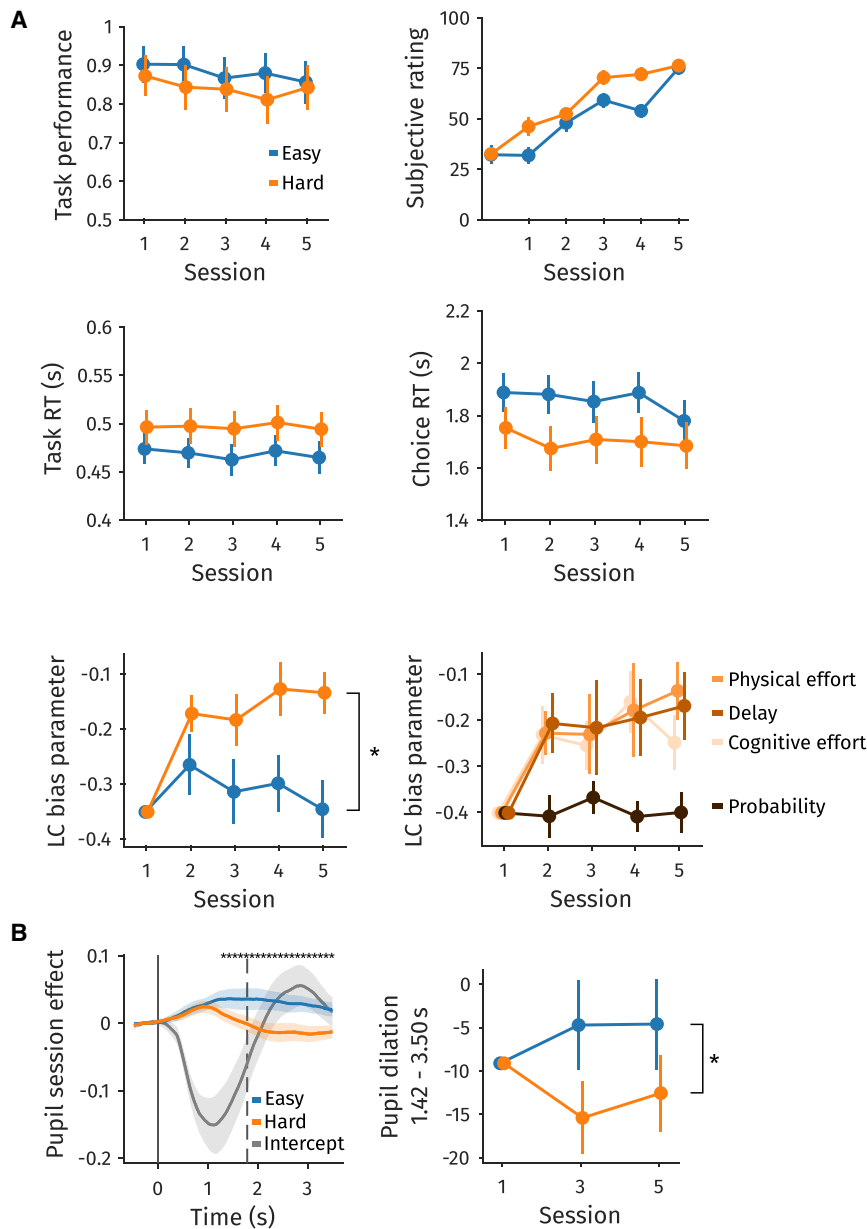 A
Task performance
1
0.9
0.8
0.7
0.6
0.5
Easy
Hard
1 2 3 4 5
Session
Subjective rating
100
75
50
25
0
1 2 3 4 5
Session
Task RT (s)
0.6
0.55
0.5
0.45
0.4
1 2 3 4 5
Session
Choice RT (s)
2.2
2
1.8
1.6
1.4
1 2 3 4 5
Session
LC bias parameter
-0.1
-0.2
-0.3
-0.4
*
1 2 3 4 5
Session
LC bias parameter
-0.1
-0.2
-0.3
-0.4
Physical effort
Delay
Cognitive effort
Probability
1 2 3 4 5
Session
B
Pupil session effect
0.1
0
-0.1
-0.2
********************
Easy
Hard
Intercept
0 1 2 3
Time (s)
Pupil dilation
1.42 - 3.50 s
0
-5
-10
-15
-20
*
1 3 5
Session